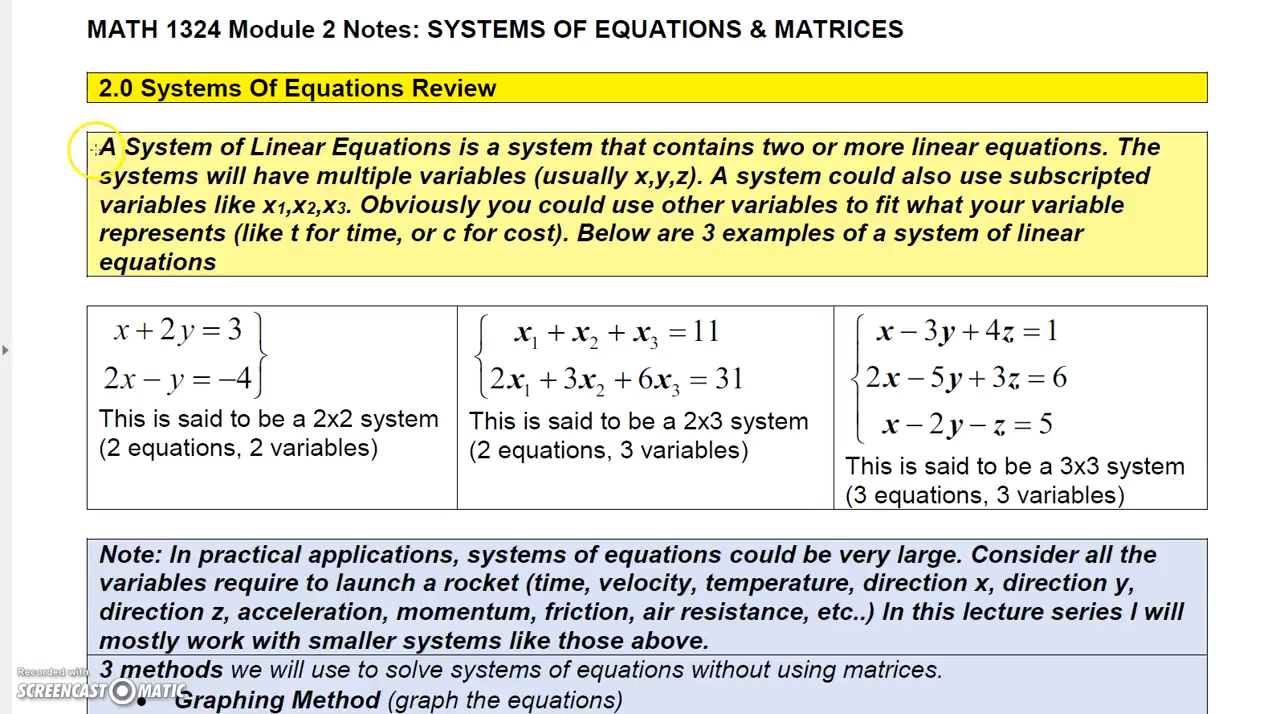 MATH 1324 Module 2 Notes: SYSTEMS OF EQUATIONS & MATRICES
2.0 Systems Of Equations Review
A System of Linear Equations is a system that contains two or more linear equations. The
systems will have multiple variables (usually x,y,z). A system could also use subscripted
variables like x₁,x₂,x₃. Obviously you could use other variables to fit what your variable
represents (like t for time, or c for cost). Below are 3 examples of a system of linear
equations
x + 2y = 3
2x − y = −4
This is said to be a 2x2 system
(2 equations, 2 variables)
x₁ + x₂ + x₃ = 11
2x₁ + 3x₂ + 6x₃ = 31
This is said to be a 2x3 system
(2 equations, 3 variables)
x − 3y + 4z = 1
2x − 5y + 3z = 6
x − 2y − z = 5
This is said to be a 3x3 system
(3 equations, 3 variables)
Note: In practical applications, systems of equations could be very large. Consider all the
variables require to launch a rocket (time, velocity, temperature, direction x, direction y,
direction z, acceleration, momentum, friction, air resistance, etc..) In this lecture series I will
mostly work with smaller systems like those above.
3 methods we will use to solve systems of equations without using matrices.
• Graphing Method (graph the equations)
Recorded with
SCREENCAST-O-MATIC